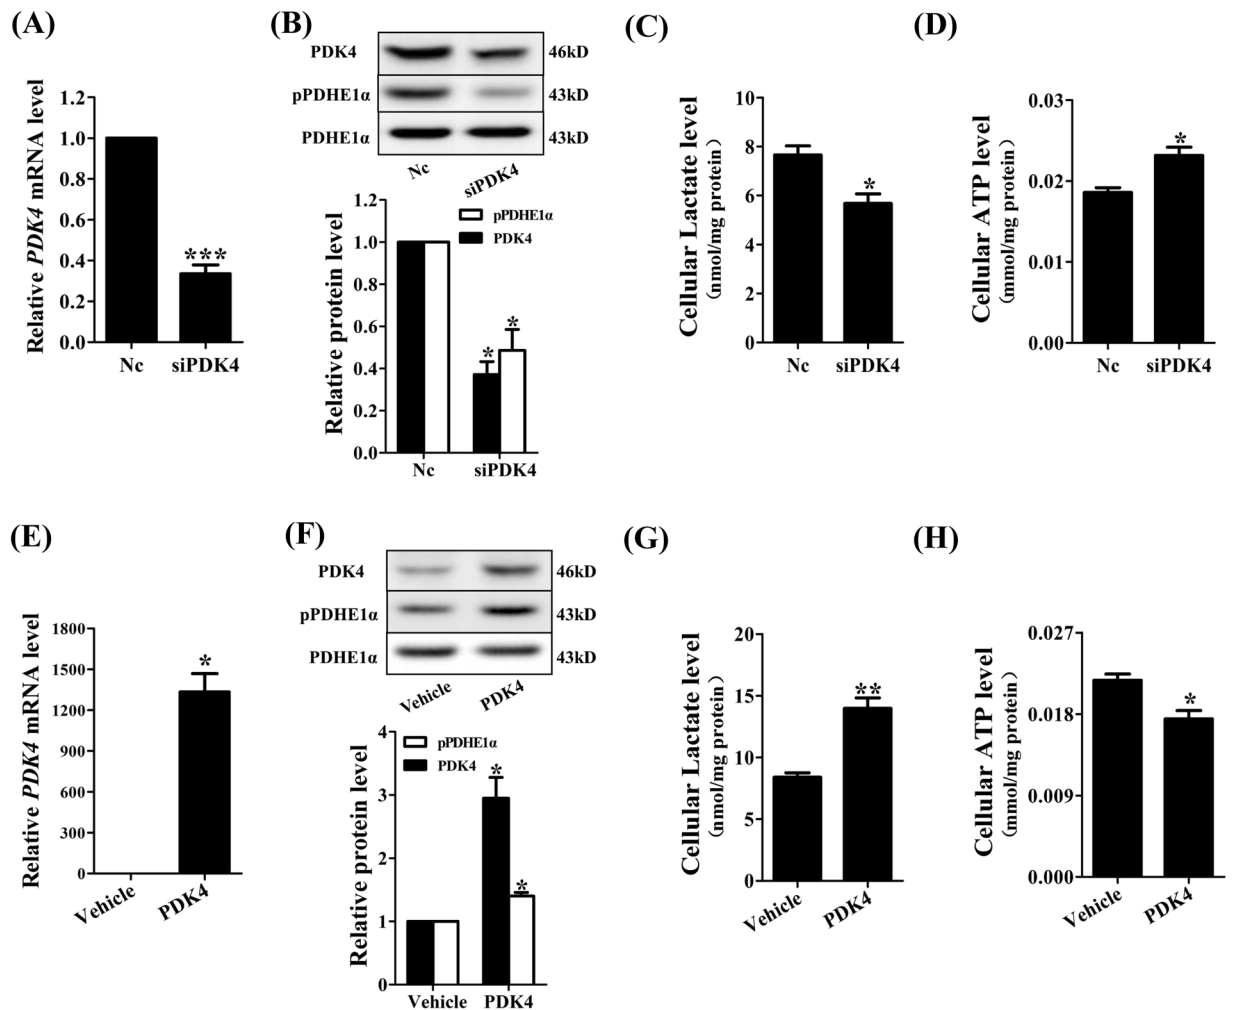 (A)
Relative PDK4 mRNA level
1.2
1.0
0.8
0.6
0.4
0.2
0.0
***
Nc
siPDK4
(B)
PDK4
46kD
pPDHE1α
43kD
PDHE1α
43kD
Nc
siPDK4
Relative protein level
1.2
1.0
0.8
0.6
0.4
0.2
0.0
pPDHE1α
PDK4
*
*
Nc
siPDK4
(C)
Cellular Lactate level
(nmol/mg protein)
10
8
6
4
2
0
*
Nc
siPDK4
(D)
Cellular ATP level
(mmol/mg protein)
0.03
0.02
0.01
0.00
*
Nc
siPDK4
(E)
Relative PDK4 mRNA level
1800
1500
1200
900
600
300
0
*
Vehicle
PDK4
(F)
PDK4
46kD
pPDHE1α
43kD
PDHE1α
43kD
Vehicle
PDK4
Relative protein level
4
3
2
1
0
pPDHE1α
PDK4
*
*
Vehicle
PDK4
(G)
Cellular Lactate level
(nmol/mg protein)
20
15
10
5
0
**
Vehicle
PDK4
(H)
Cellular ATP level
(mmol/mg protein)
0.027
0.018
0.009
0.000
*
Vehicle
PDK4